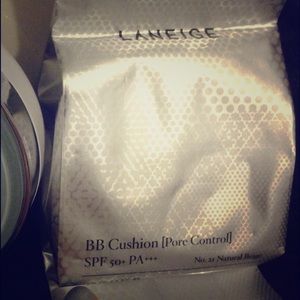 LANEIGE
BB Cushion [Pore Control]
SPF 50+ PA+++
No. 21 Natural Beige